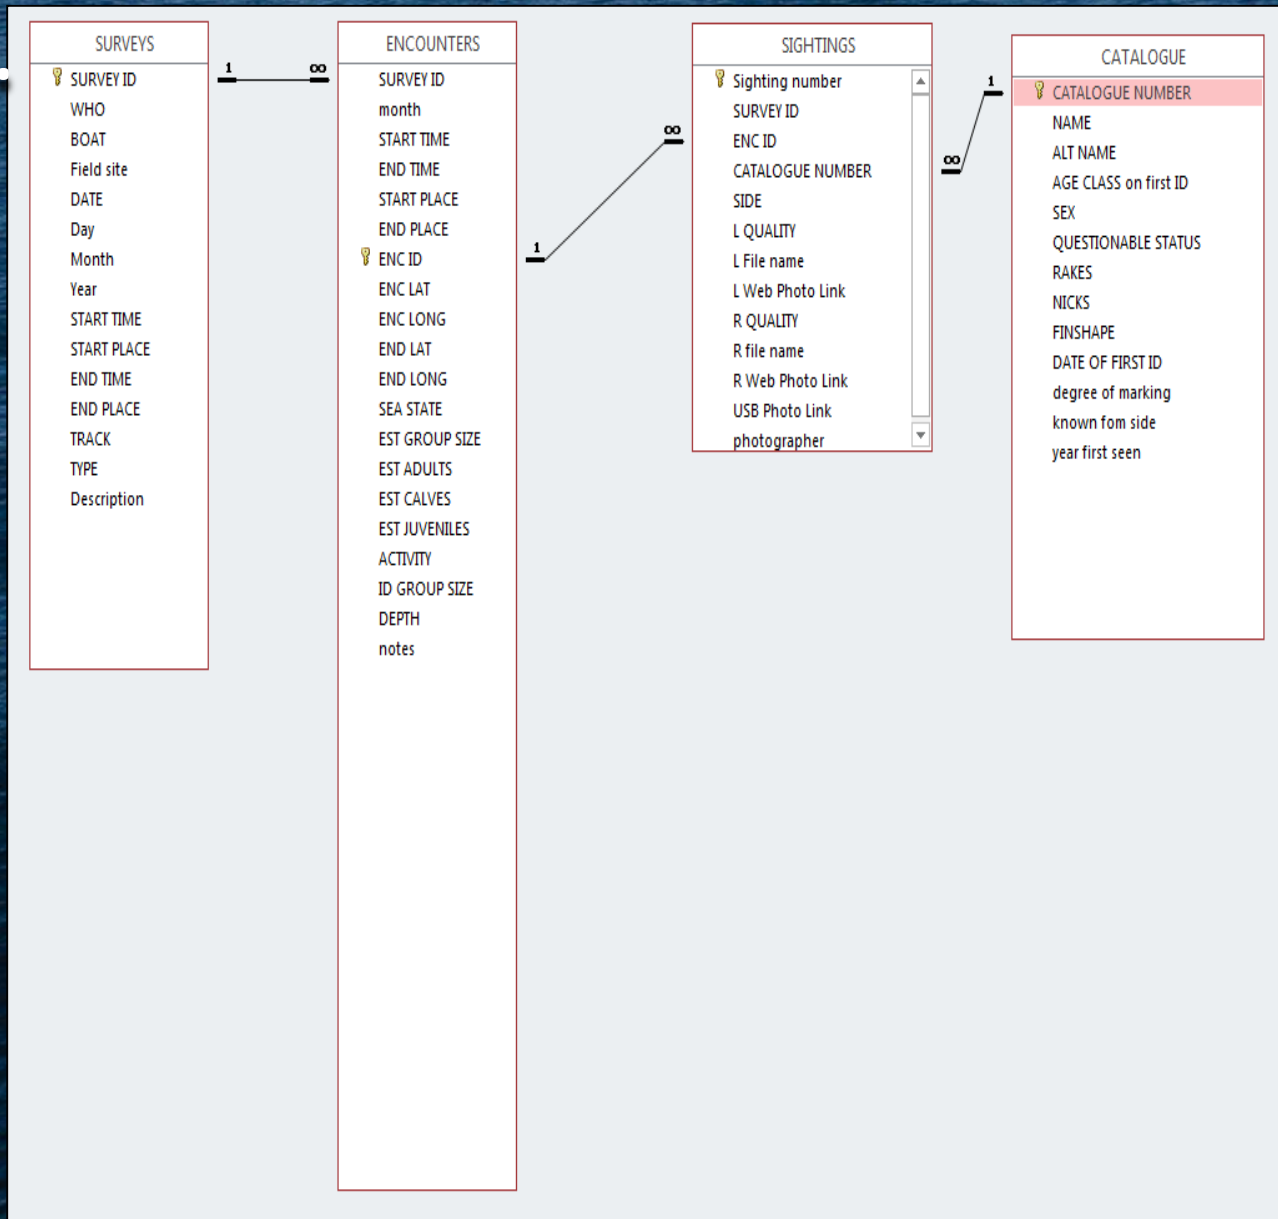 SURVEYS
SURVEY ID
WHO
BOAT
Field site
DATE
Day
Month
Year
START TIME
START PLACE
END TIME
END PLACE
TRACK
TYPE
Description
1 ∞
ENCOUNTERS
SURVEY ID
month
START TIME
END TIME
START PLACE
END PLACE
ENC ID
ENC LAT
ENC LONG
END LAT
END LONG
SEA STATE
EST GROUP SIZE
EST ADULTS
EST CALVES
EST JUVENILES
ACTIVITY
ID GROUP SIZE
DEPTH
notes
1 ∞
SIGHTINGS
Sighting number
SURVEY ID
ENC ID
CATALOGUE NUMBER
SIDE
L QUALITY
L File name
L Web Photo Link
R QUALITY
R file name
R Web Photo Link
USB Photo Link
photographer
∞ 1
CATALOGUE
CATALOGUE NUMBER
NAME
ALT NAME
AGE CLASS on first ID
SEX
QUESTIONABLE STATUS
RAKES
NICKS
FINSHAPE
DATE OF FIRST ID
degree of marking
known fom side
year first seen